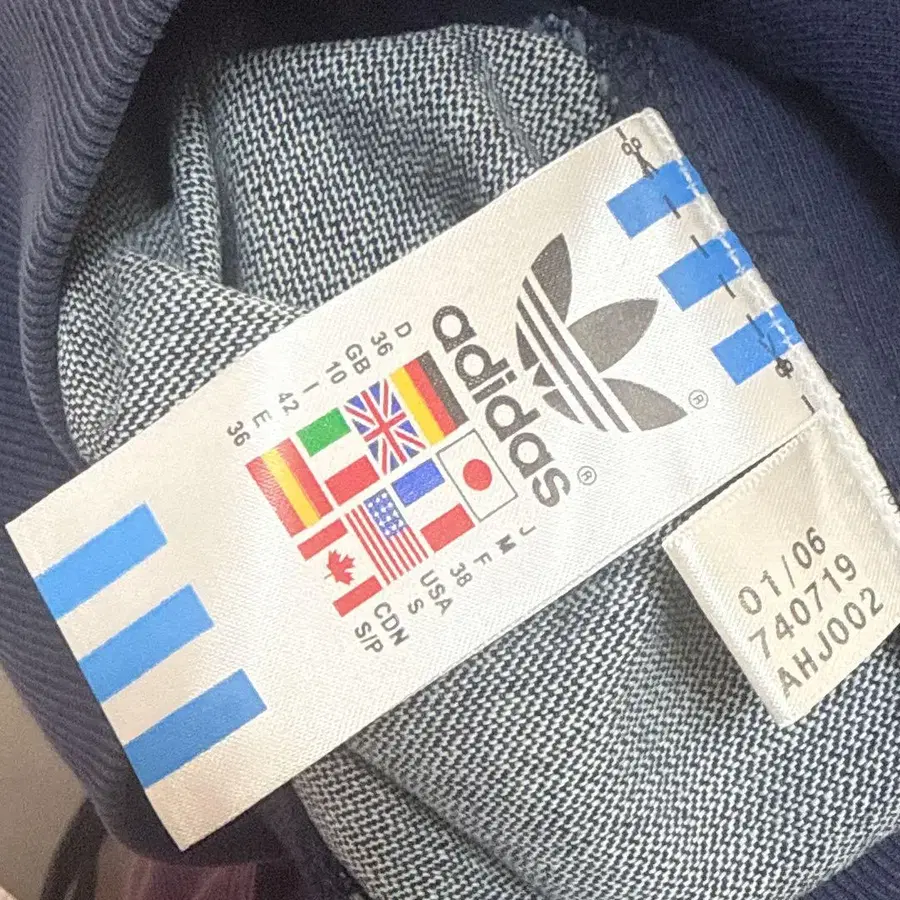 adidas
®
®
D
36
GB
10
I
42
E
36
J
M
F
38
USA
S
CDN
S/P
01/06
740719
AHJ002